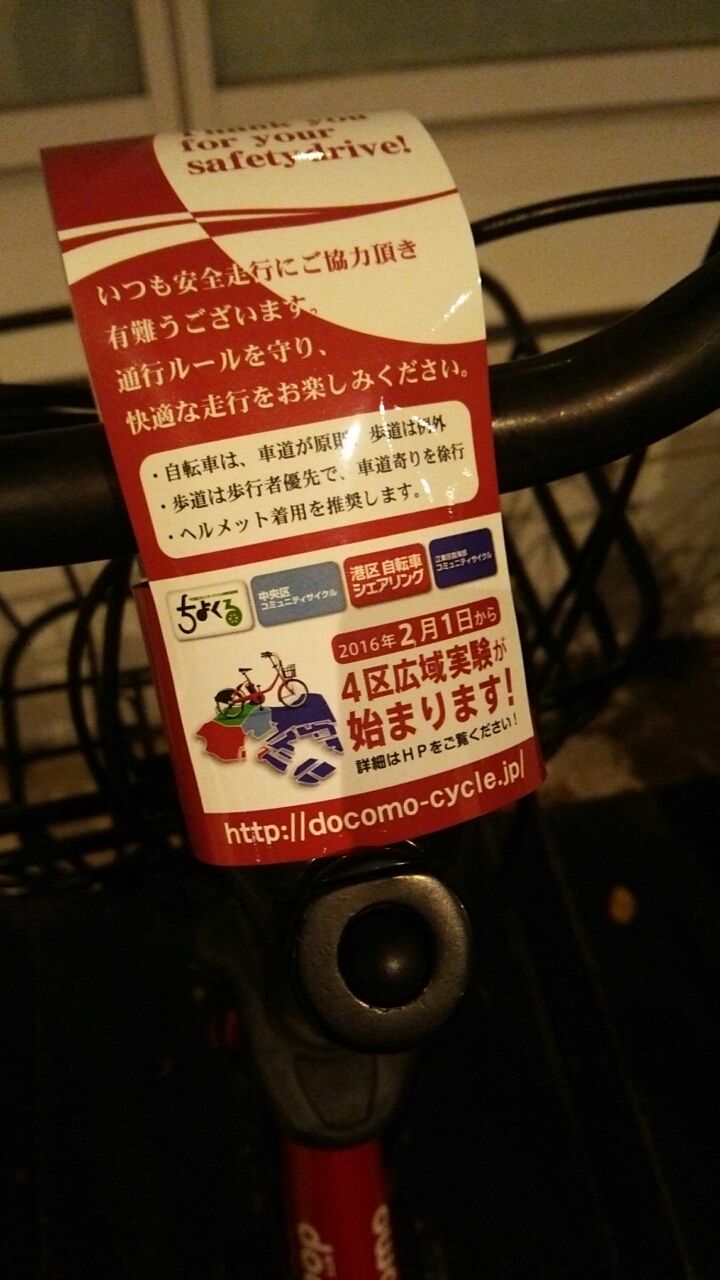 Thank you
for your
safety drive!
いつも安全走行にご協力頂き
有難うございます。
通行ルールを守り、
快適な走行をお楽しみください。
・自転車は、車道が原則、歩道は例外
・歩道は歩行者優先で、車道寄りを徐行
・ヘルメット着用を推奨します。
ちよくる
中央区
コミュニティサイクル
港区自転車
シェアリング
江東区臨海部
コミュニティサイクル
2016年2月1日から
4区広域実験が
始まります!
詳細はHPをご覧ください!
http://docomo-cycle.jp/